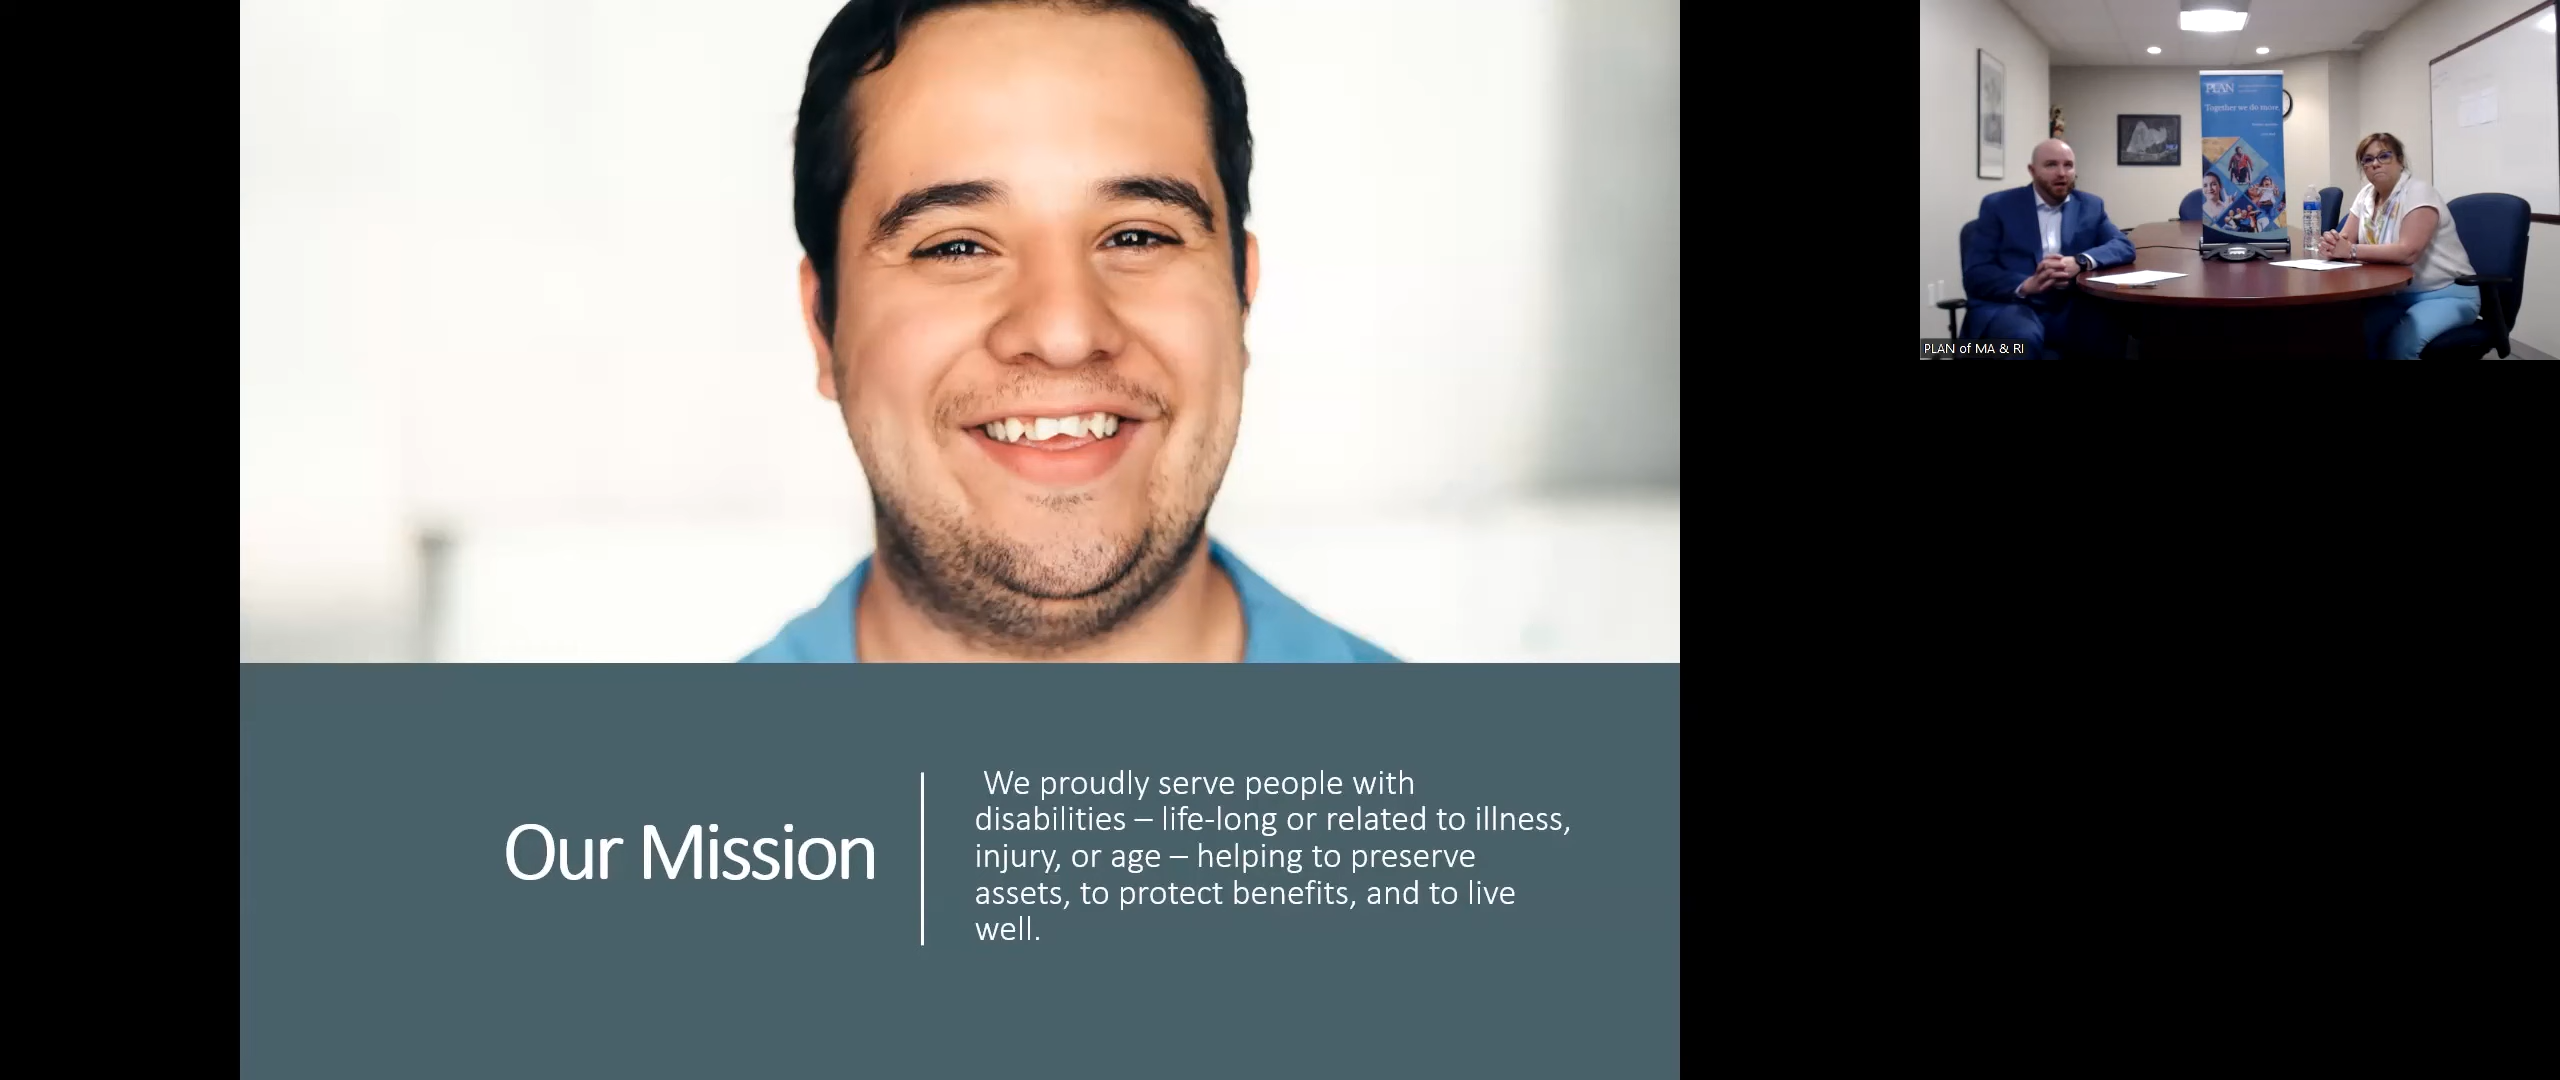 Our Mission
We proudly serve people with
disabilities – life-long or related to illness,
injury, or age – helping to preserve
assets, to protect benefits, and to live
well.
PLAN
Together we do more.
PLAN of MA & RI